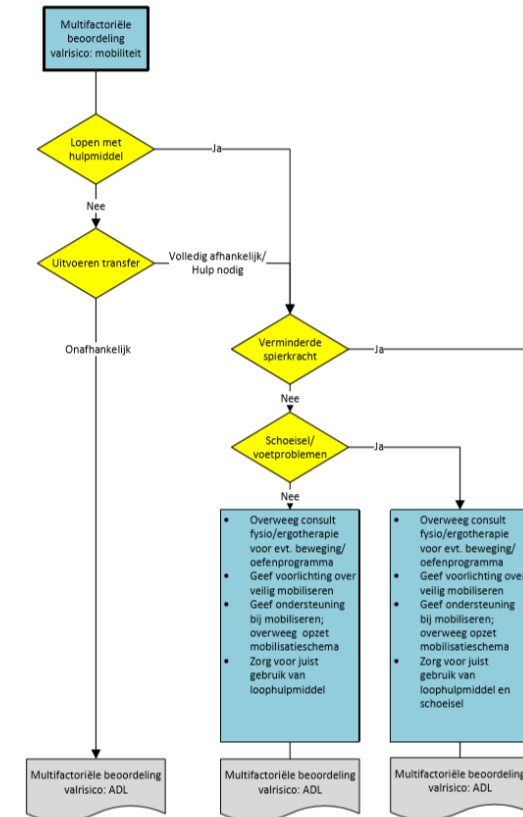 Multifactoriële
beoordeling
valrisico: mobiliteit
Lopen met
hulpmiddel
Ja
Nee
Uitvoeren transfer
Volledig afhankelijk/
Hulp nodig
Onafhankelijk
Verminderde
spierkracht
Ja
Nee
Schoeisel/
voetproblemen
Ja
Nee
• Overweeg consult
fysio/ergotherapie
voor evt. beweging/
oefenprogramma
• Geef voorlichting over
veilig mobiliseren
• Geef ondersteuning
bij mobiliseren;
overweeg opzet
mobilisatieschema
• Zorg voor juist
gebruik van
loophulpmiddel
• Overweeg consult
fysio/ergotherapie
voor evt. beweging/
oefenprogramma
• Geef voorlichting over
veilig mobiliseren
• Geef ondersteuning
bij mobiliseren;
overweeg opzet
mobilisatieschema
• Zorg voor juist
gebruik van
loophulpmiddel en
schoeisel
Multifactoriële beoordeling
valrisico: ADL
Multifactoriële beoordeling
valrisico: ADL
Multifactoriële beoordeling
valrisico: ADL